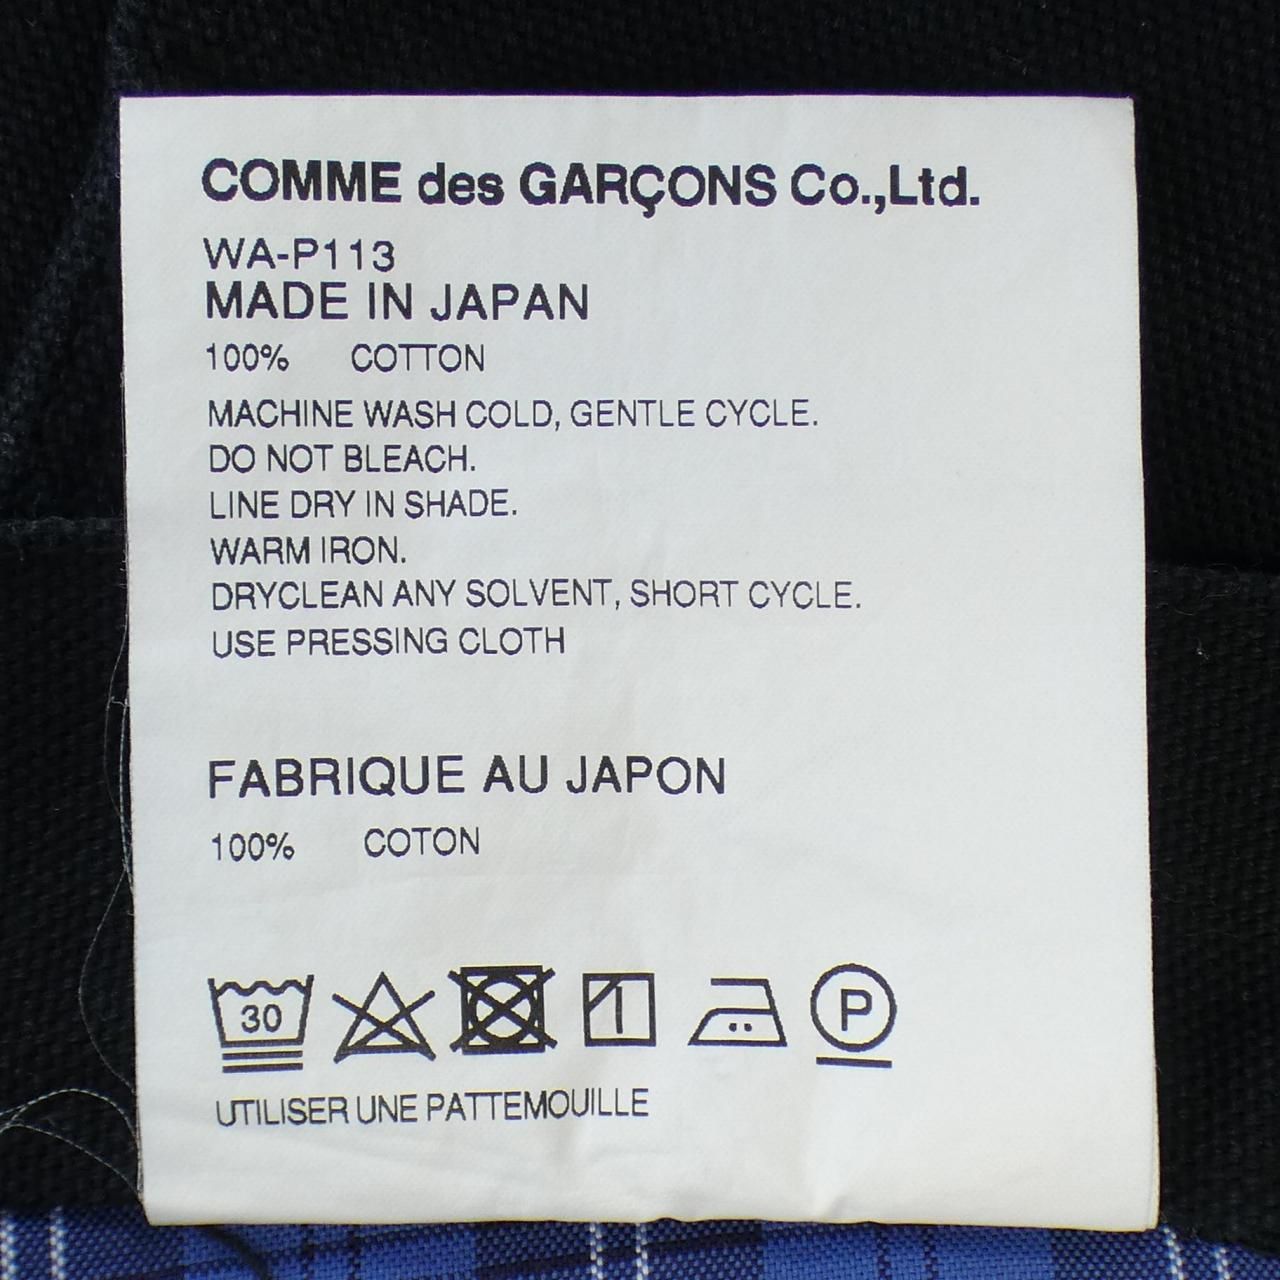 COMME des GARÇONS Co.,Ltd.
WA-P113
MADE IN JAPAN
100% COTTON
MACHINE WASH COLD, GENTLE CYCLE.
DO NOT BLEACH.
LINE DRY IN SHADE.
WARM IRON.
DRYCLEAN ANY SOLVENT, SHORT CYCLE.
USE PRESSING CLOTH
FABRIQUE AU JAPON
100% COTON
30 P
UTILISER UNE PATTEMOUILLE